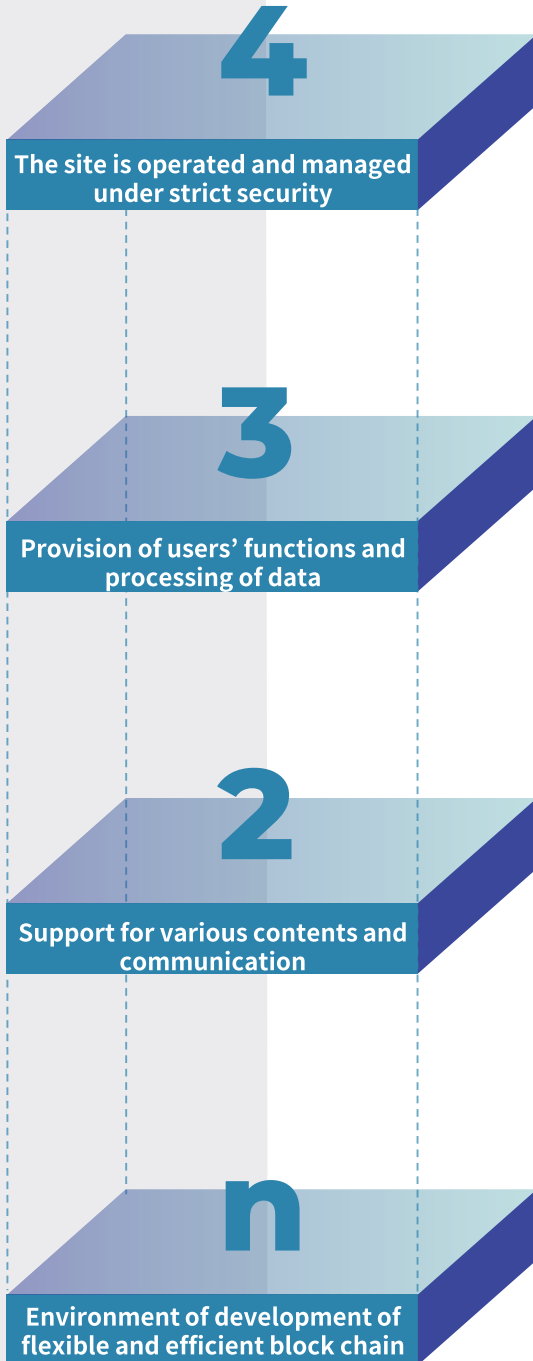 4
The site is operated and managed
under strict security
3
Provision of users’ functions and
processing of data
2
Support for various contents and
communication
n
Environment of development of
flexible and efficient block chain